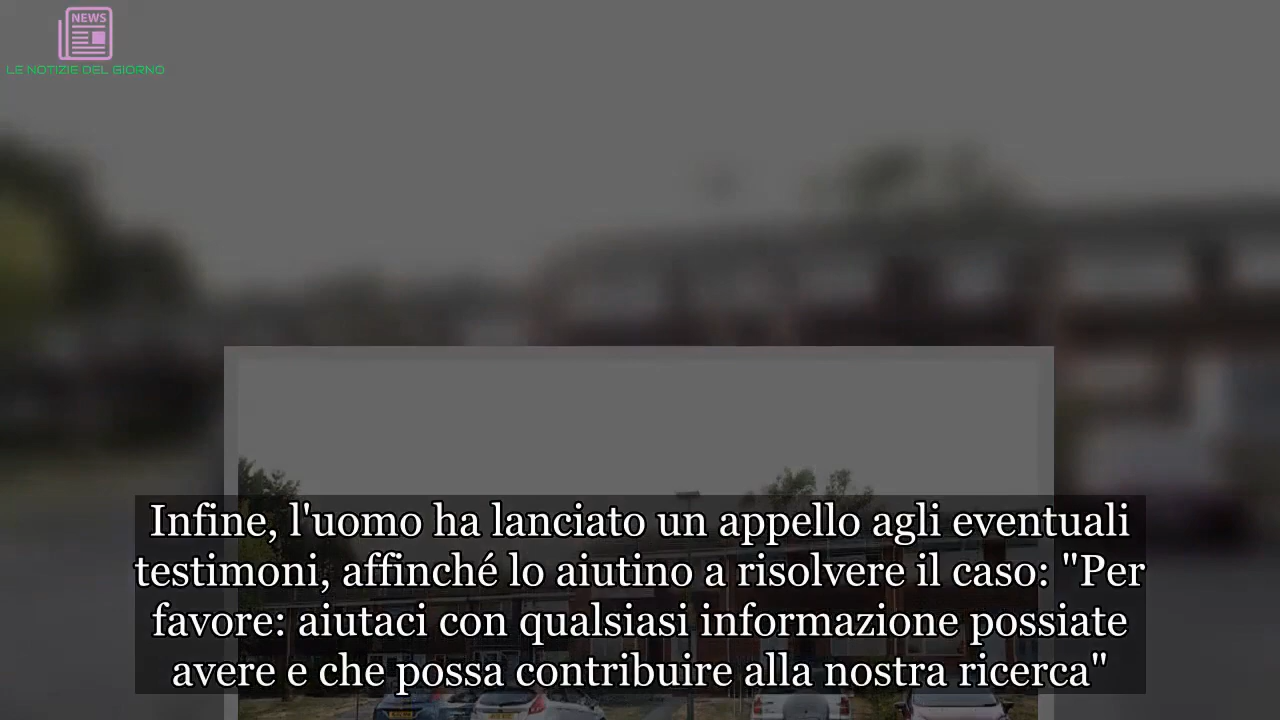 NEWS
LE NOTIZIE DEL GIORNO
Infine, l'uomo ha lanciato un appello agli eventuali
testimoni, affinché lo aiutino a risolvere il caso: "Per
favore: aiutaci con qualsiasi informazione possiate
avere e che possa contribuire alla nostra ricerca"